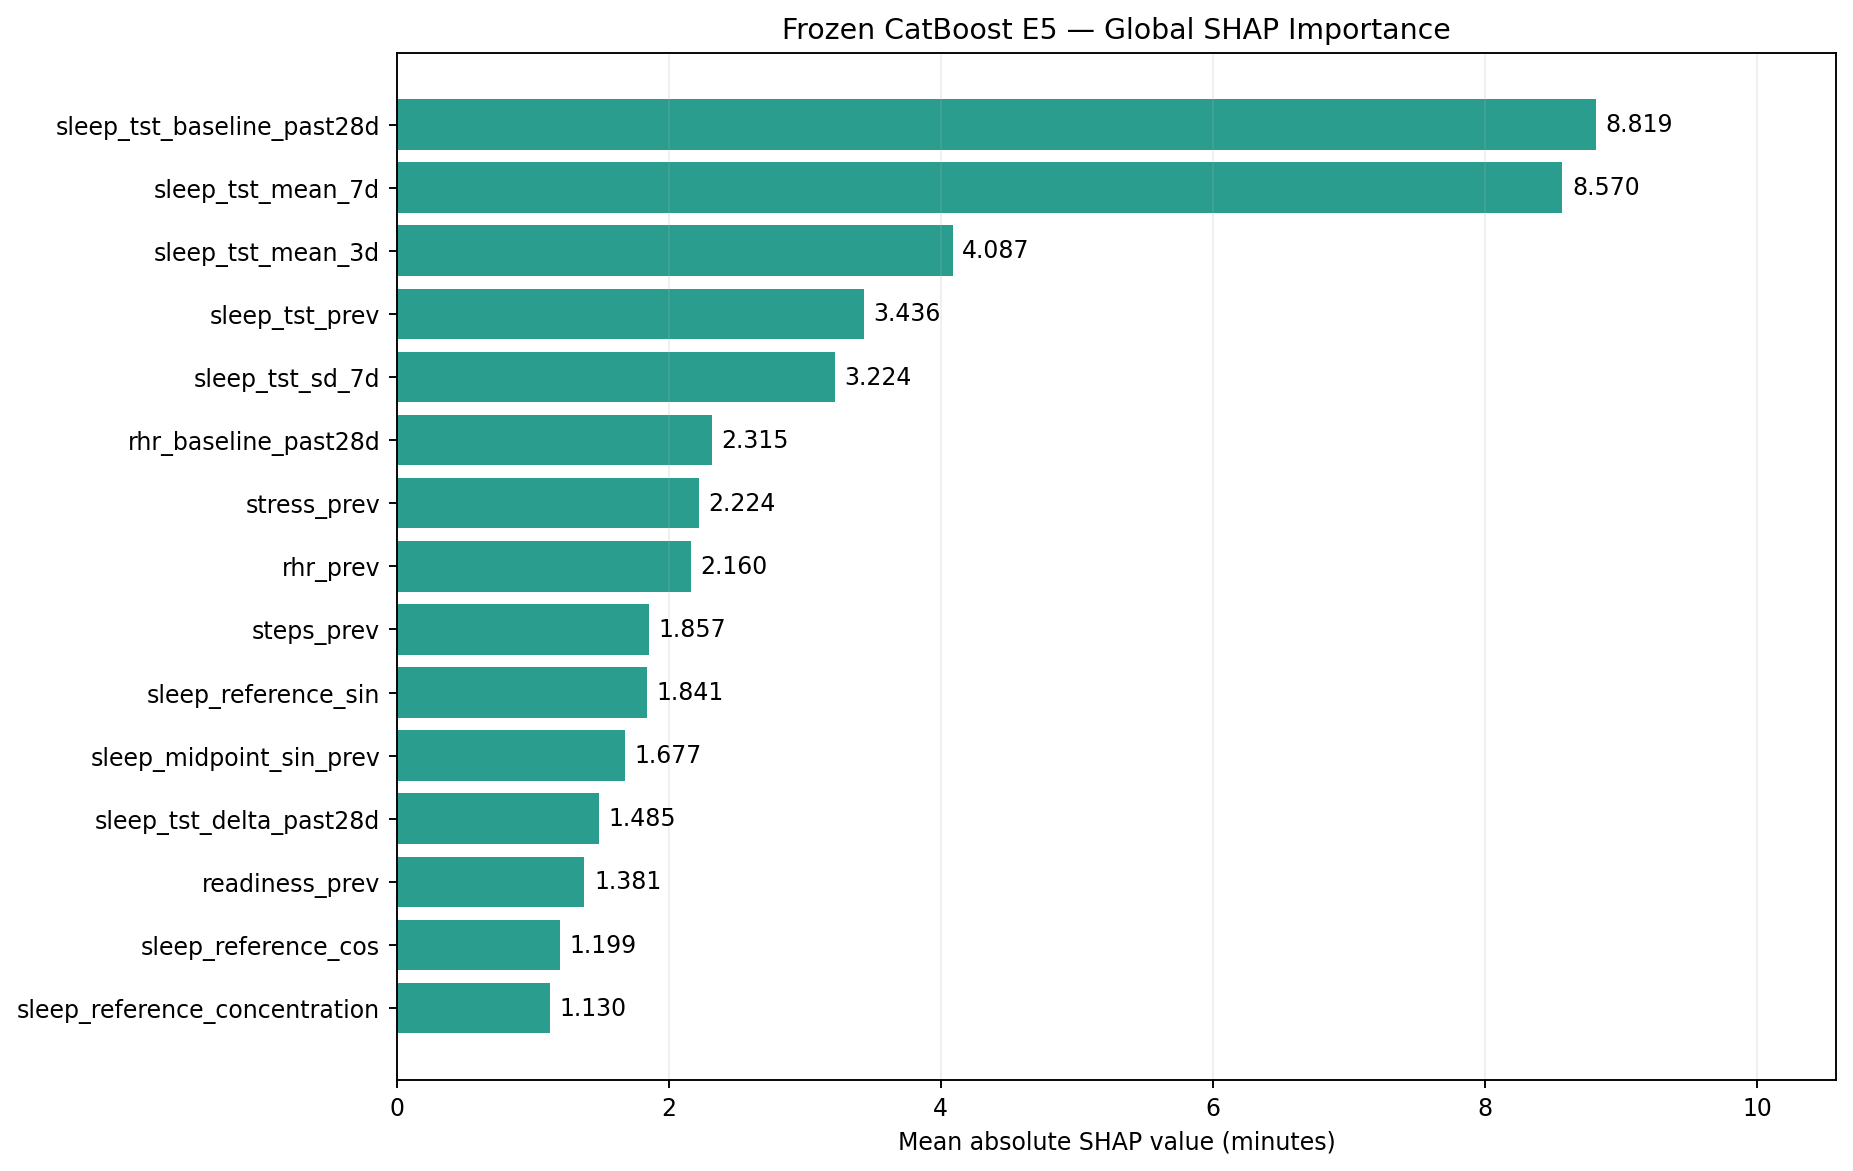 Frozen CatBoost E5 — Global SHAP Importance
sleep_tst_baseline_past28d 8.819
sleep_tst_mean_7d 8.570
sleep_tst_mean_3d 4.087
sleep_tst_prev 3.436
sleep_tst_sd_7d 3.224
rhr_baseline_past28d 2.315
stress_prev 2.224
rhr_prev 2.160
steps_prev 1.857
sleep_reference_sin 1.841
sleep_midpoint_sin_prev 1.677
sleep_tst_delta_past28d 1.485
readiness_prev 1.381
sleep_reference_cos 1.199
sleep_reference_concentration 1.130
0 2 4 6 8 10
Mean absolute SHAP value (minutes)